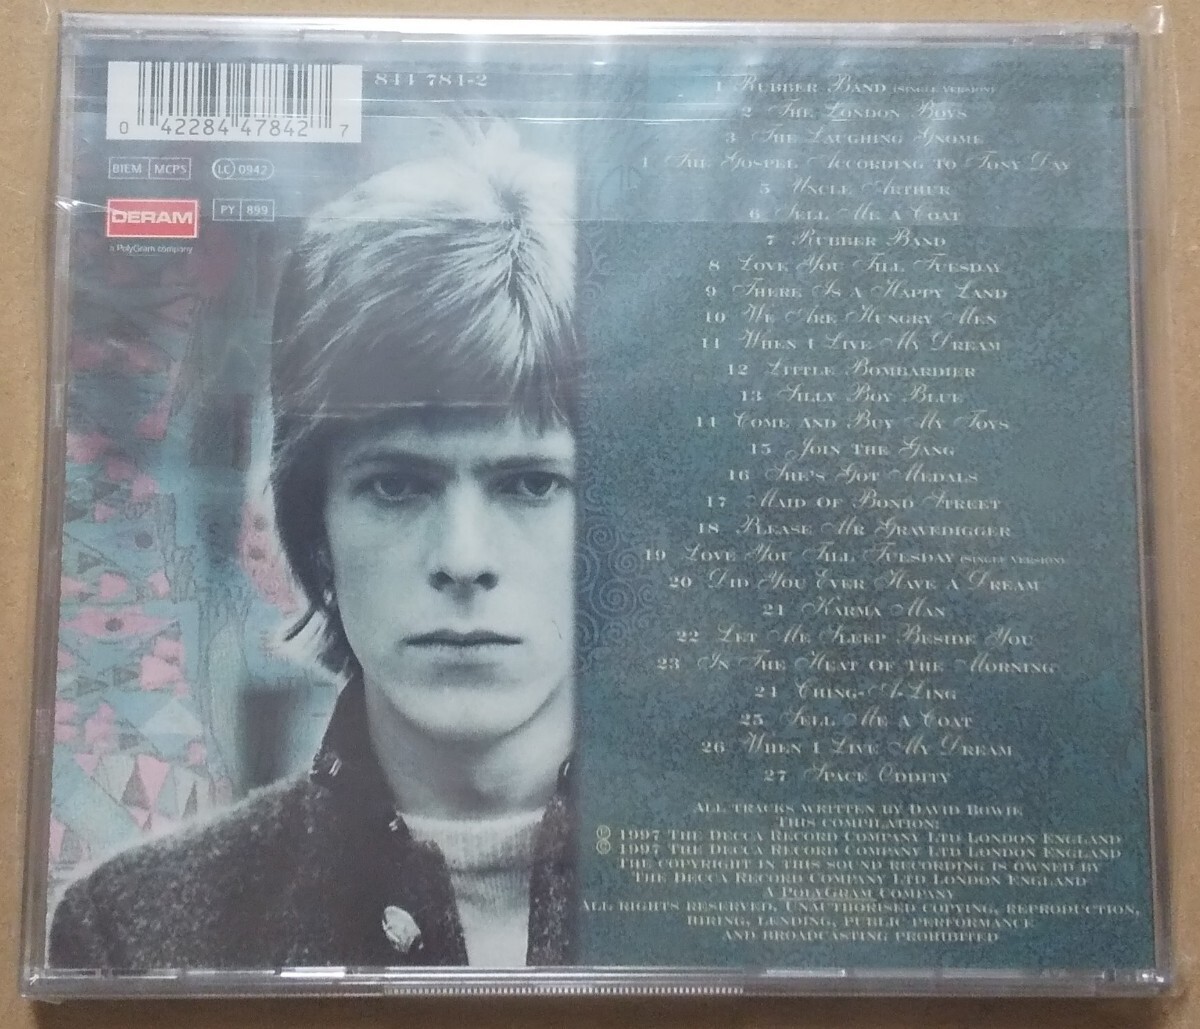 844 784-2
0 42284 47842 7
BIEM MCPS
LC 0942
DERAM
PY 899
a PolyGram company
1 Rubber Band (Single Version)
2 The London Boys
3 The Laughing Gnome
4 The Gospel According to Tony Day
5 Uncle Arthur
6 Sell Me a Coat
7 Rubber Band
8 Love You Till Tuesday
9 There Is a Happy Land
10 We Are Hungry Men
11 When I Live My Dream
12 Little Bombardier
13 Silly Boy Blue
14 Come and Buy My Toys
15 Join the Gang
16 She's Got Medals
17 Maid of Bond Street
18 Please Mr Gravedigger
19 Love You Till Tuesday (Single Version)
20 Did You Ever Have a Dream
21 Karma Man
22 Let Me Sleep Beside You
23 In The Heat of the Morning
24 Ching-A-Ling
25 Sell Me a Coat
26 When I Live My Dream
27 Space Oddity
All tracks written by David Bowie
This compilation:
℗ 1997 The Decca Record Company Ltd London England
© 1997 The Decca Record Company Ltd London England
The copyright in this sound recording is owned by
The Decca Record Company Ltd London England
A PolyGram Company
All rights reserved. Unauthorised copying, reproduction,
hiring, lending, public performance
and broadcasting prohibited